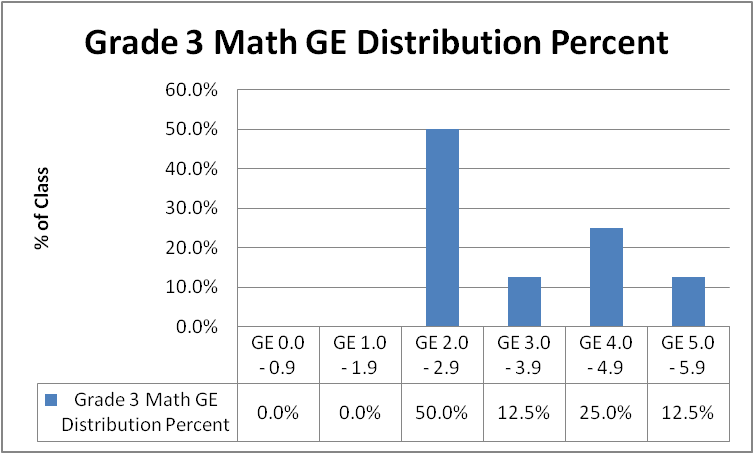 Grade 3 Math GE Distribution Percent
% of Class
60.0%
50.0%
40.0%
30.0%
20.0%
10.0%
0.0%
GE 0.0 GE 1.0 GE 2.0 GE 3.0 GE 4.0 GE 5.0
- 0.9 - 1.9 - 2.9 - 3.9 - 4.9 - 5.9
Grade 3 Math GE
Distribution Percent
0.0% 0.0% 50.0% 12.5% 25.0% 12.5%